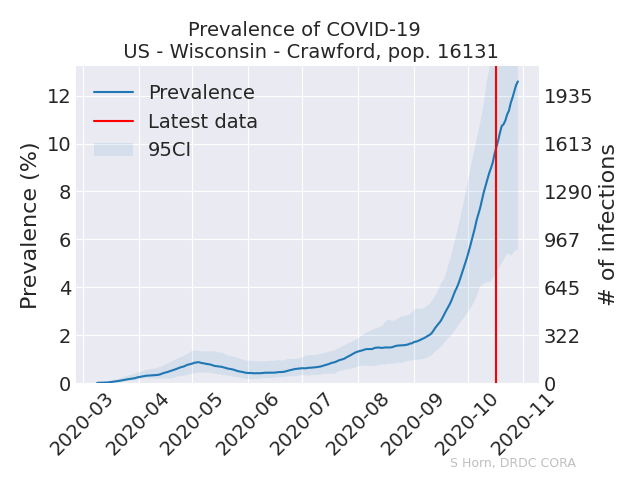 Prevalence of COVID-19
US - Wisconsin - Crawford, pop. 16131
Prevalence
Latest data
95CI
Prevalence (%)
12
10
8
6
4
2
0
# of infections
1935
1613
1290
967
645
322
0
2020-03
2020-04
2020-05
2020-06
2020-07
2020-08
2020-09
2020-10
2020-11
S Horn, DRDC CORA